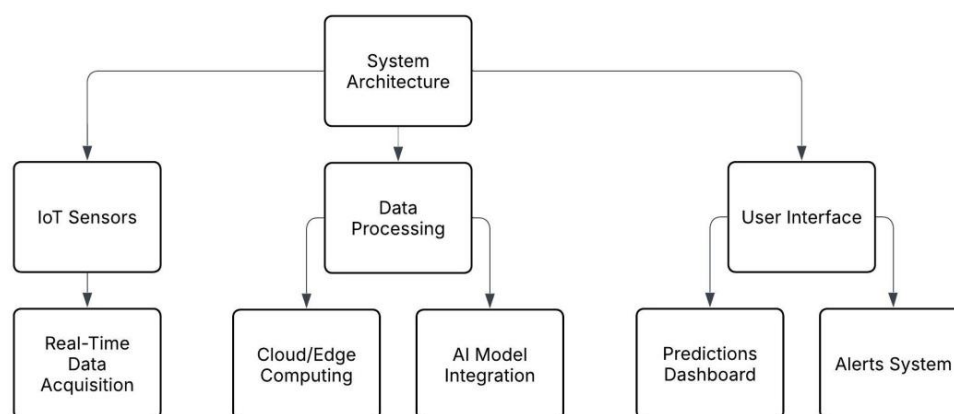 System
Architecture
IoT Sensors
Data
Processing
User Interface
Real-Time
Data
Acquisition
Cloud/Edge
Computing
AI Model
Integration
Predictions
Dashboard
Alerts System